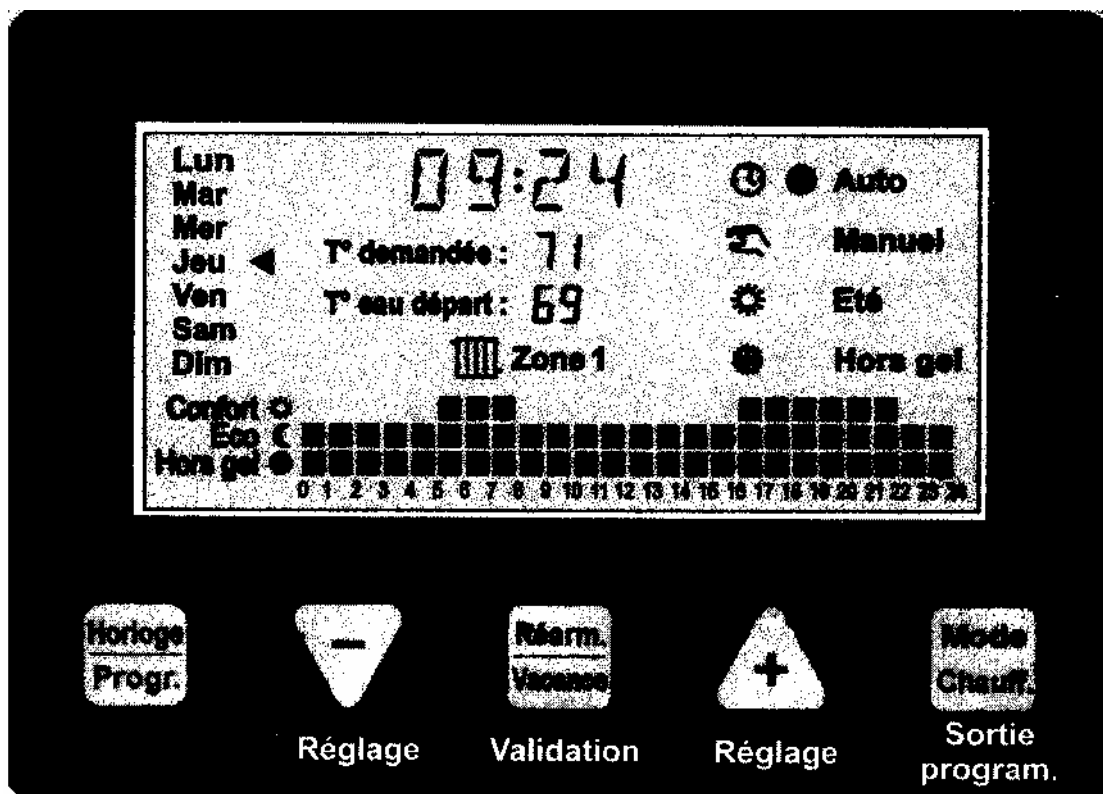 Lun
Mar
Mer
Jeu
Ven
Sam
Dim
09:24
T° demandée : 71
T° eau départ : 69
Zone 1
Auto
Manuel
Eté
Hors gel
Confort
Eco
Hors gel
0 1 2 3 4 5 6 7 8 9 10 11 12 13 14 15 16 17 18 19 20 21 22 23 24
Horloge
Progr.
-
Réarm.
Vacance
+
Mode
Chauff.
Réglage
Validation
Réglage
Sortie
program.